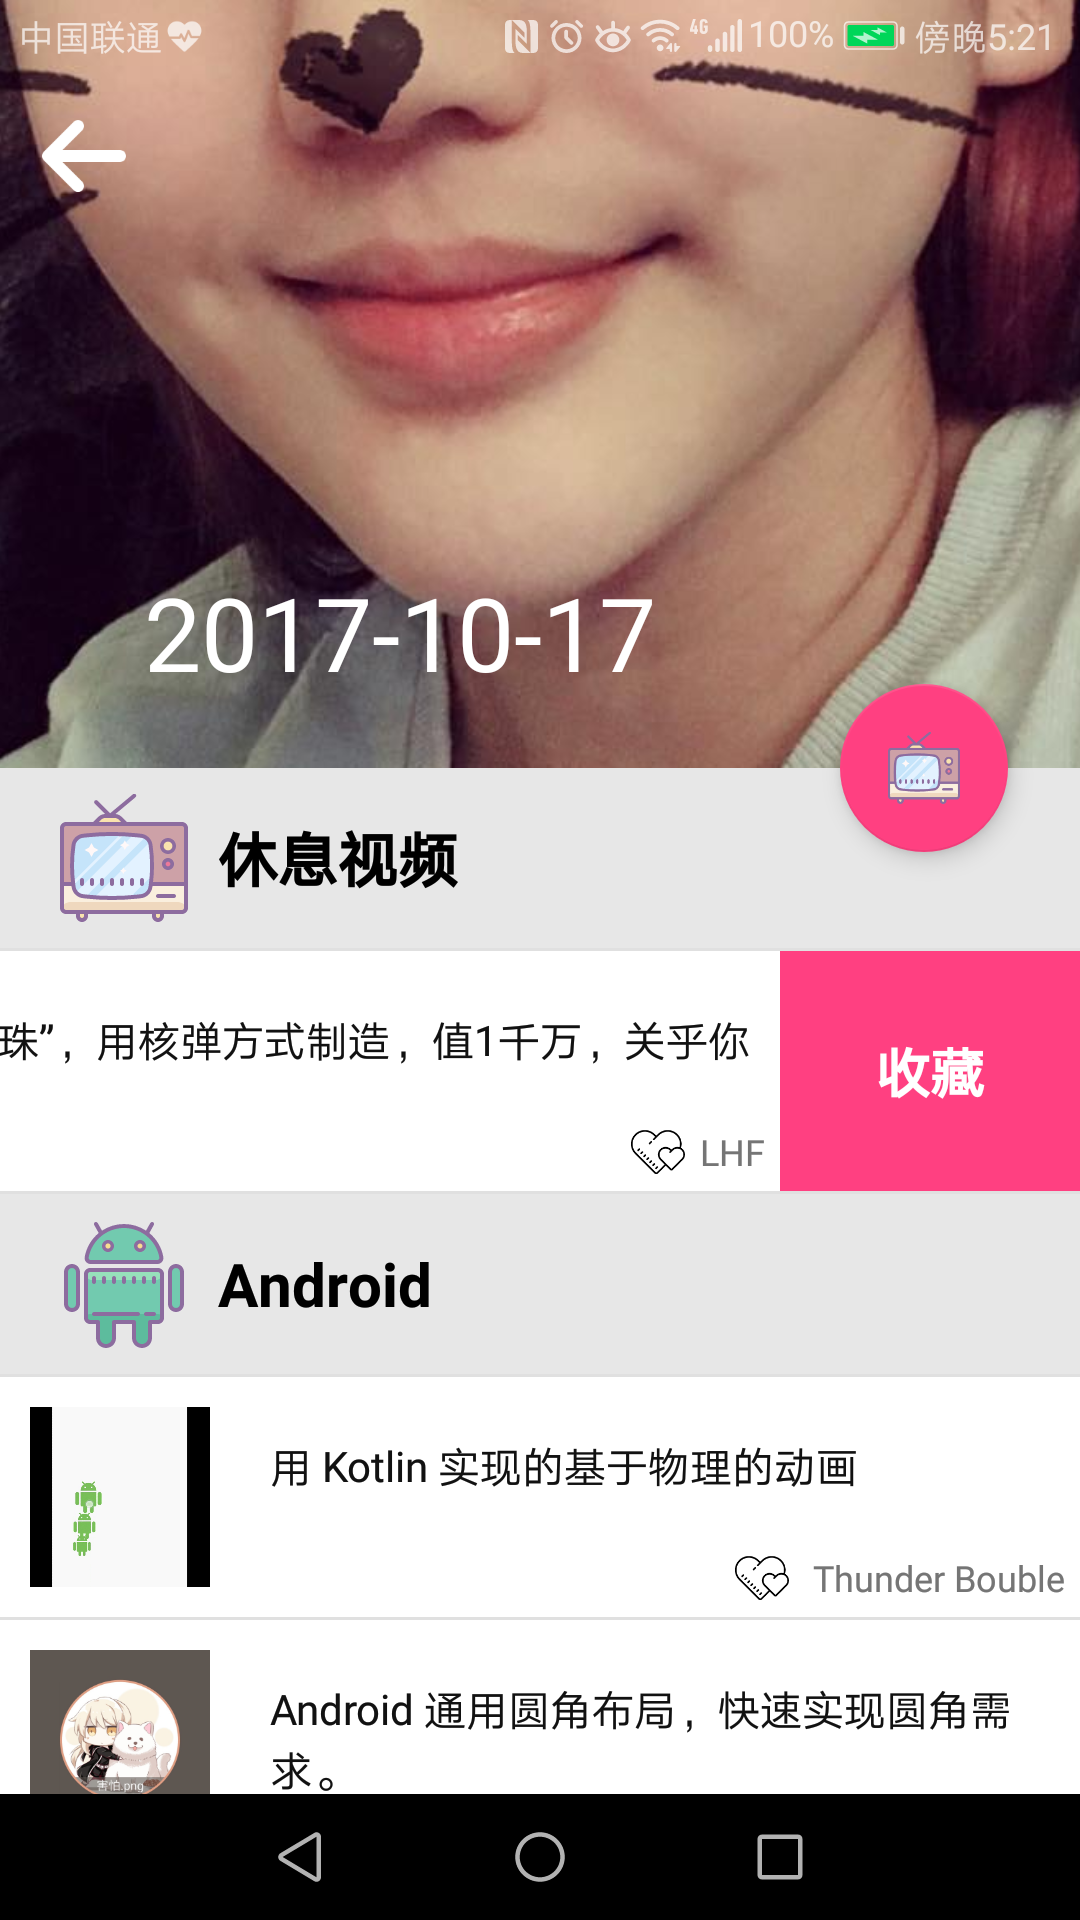 中国联通
4G
100%
傍晚5:21
2017-10-17
休息视频
珠”，用核弹方式制造，值1千万，关乎你
收藏
LHF
Android
用 Kotlin 实现的基于物理的动画
Thunder Bouble
Android 通用圆角布局，快速实现圆角需
求。
害怕.png